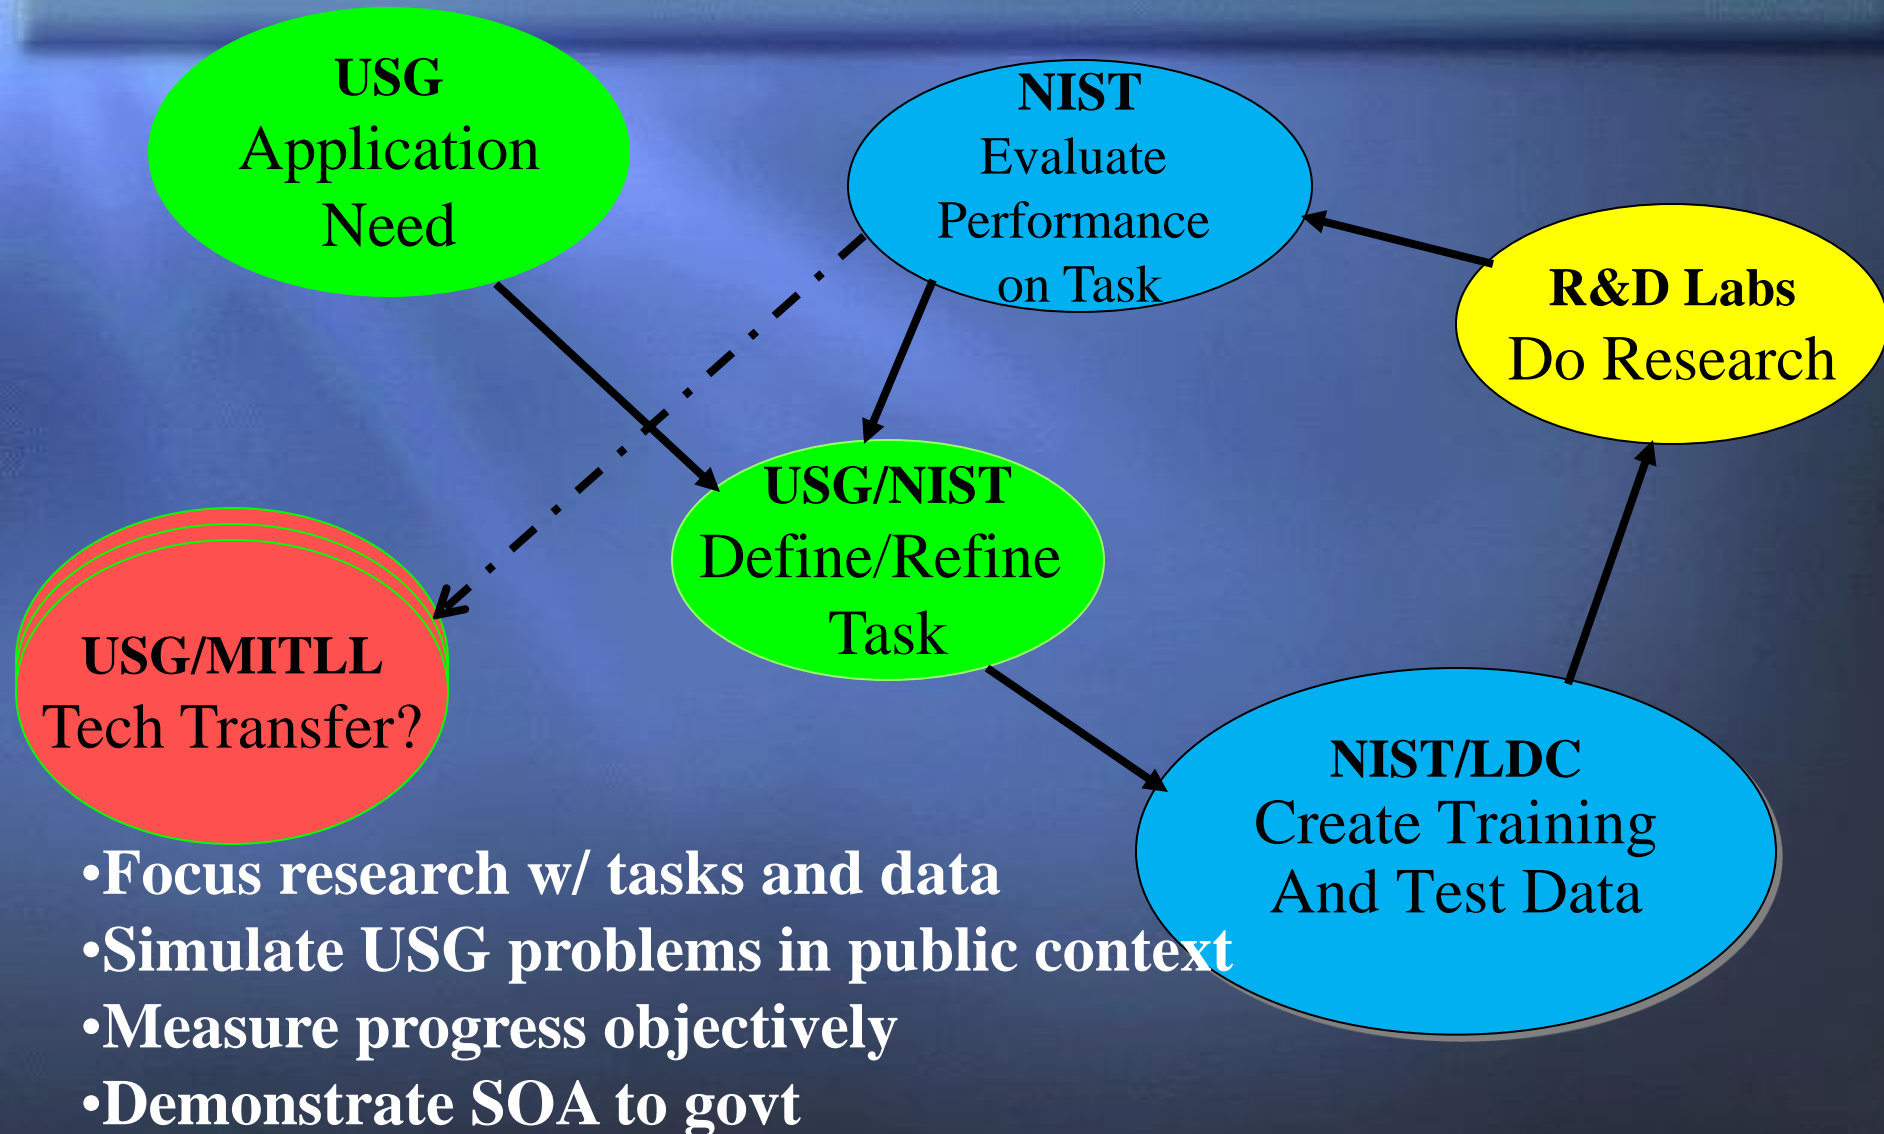 USG
Application
Need
NIST
Evaluate
Performance
on Task
R&D Labs
Do Research
USG/NIST
Define/Refine
Task
USG/MITLL
Tech Transfer?
NIST/LDC
Create Training
And Test Data
•Focus research w/ tasks and data
•Simulate USG problems in public context
•Measure progress objectively
•Demonstrate SOA to govt